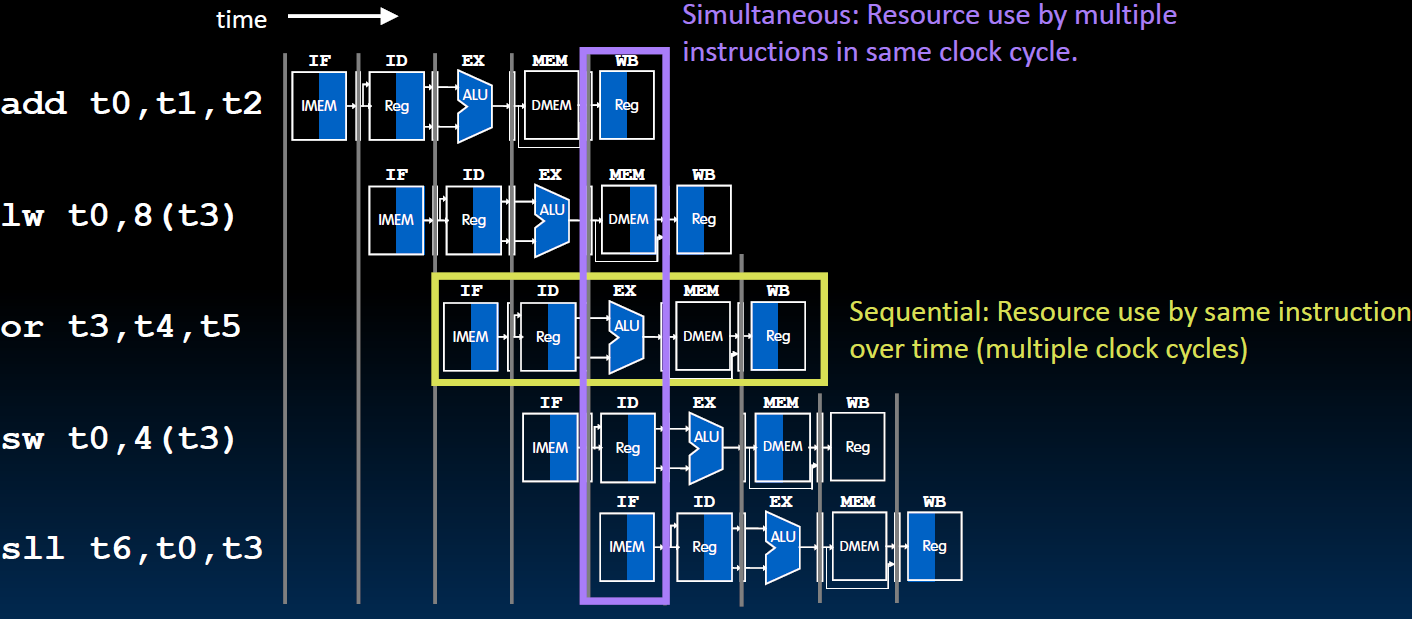 time
Simultaneous: Resource use by multiple
instructions in same clock cycle.
IF ID EX MEM WB
add t0,t1,t2
IMEM Reg ALU DMEM Reg
IF ID EX MEM WB
lw t0,8(t3)
IMEM Reg ALU DMEM Reg
IF ID EX MEM WB
or t3,t4,t5
IMEM Reg ALU DMEM Reg
Sequential: Resource use by same instruction
over time (multiple clock cycles)
IF ID EX MEM WB
sw t0,4(t3)
IMEM Reg ALU DMEM Reg
IF ID EX MEM WB
sll t6,t0,t3
IMEM Reg ALU DMEM Reg